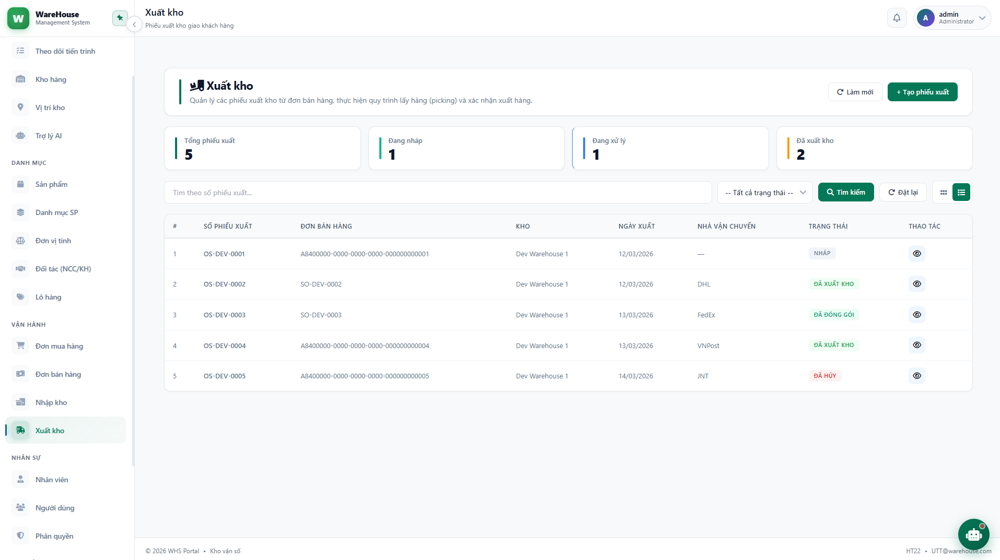 W
WareHouse
Management System
Theo dõi tiến trình
Kho hàng
Vị trí kho
Trợ lý AI
DANH MỤC
Sản phẩm
Danh mục SP
Đơn vị tính
Đối tác (NCC/KH)
Lô hàng
VẬN HÀNH
Đơn mua hàng
Đơn bán hàng
Nhập kho
Xuất kho
NHÂN SỰ
Nhân viên
Người dùng
Phân quyền
Xuất kho
Phiếu xuất kho giao khách hàng
A
admin
Administrator
Xuất kho
Quản lý các phiếu xuất kho từ đơn bán hàng, thực hiện quy trình lấy hàng (picking) và xác nhận xuất hàng.
Làm mới
+ Tạo phiếu xuất
Tổng phiếu xuất
5
Đang nháp
1
Đang xử lý
1
Đã xuất kho
2
Tìm theo số phiếu xuất...
-- Tất cả trạng thái --
Tìm kiếm
Đặt lại
# SỐ PHIẾU XUẤT ĐƠN BÁN HÀNG KHO NGÀY XUẤT NHÀ VẬN CHUYỂN TRẠNG THÁI THAO TÁC
1 OS-DEV-0001 A8400000-0000-0000-0000-000000000001 Dev Warehouse 1 12/03/2026 — NHÁP
2 OS-DEV-0002 SO-DEV-0002 Dev Warehouse 1 12/03/2026 DHL ĐÃ XUẤT KHO
3 OS-DEV-0003 SO-DEV-0003 Dev Warehouse 1 13/03/2026 FedEx ĐÃ ĐÓNG GÓI
4 OS-DEV-0004 A8400000-0000-0000-0000-000000000004 Dev Warehouse 1 13/03/2026 VNPost ĐÃ XUẤT KHO
5 OS-DEV-0005 A8400000-0000-0000-0000-000000000005 Dev Warehouse 1 14/03/2026 JNT ĐÃ HỦY
© 2026 WHS Portal • Kho vận số
HT22 • UTT@warehouse.com